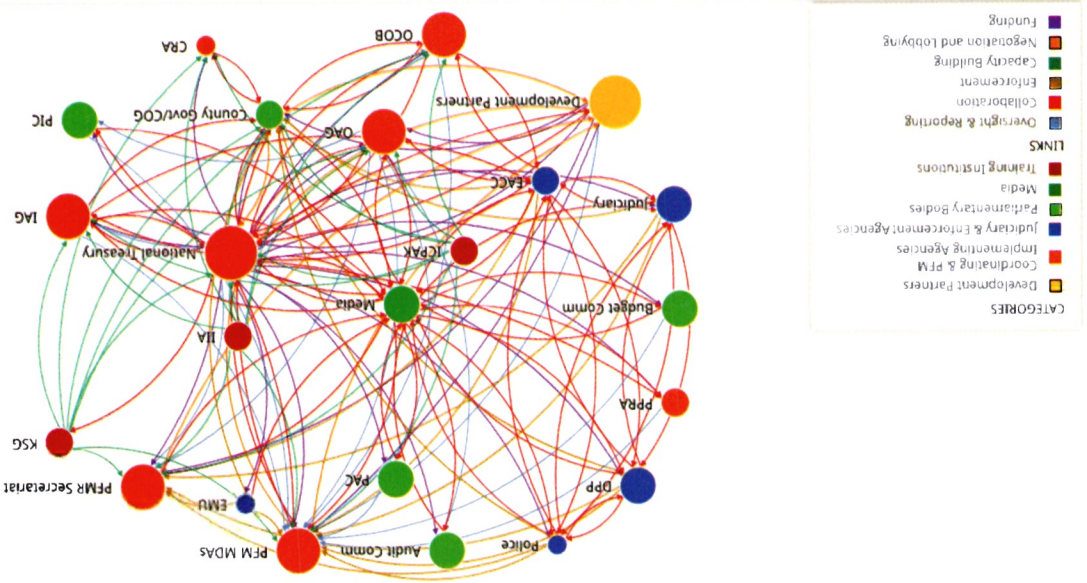 Police
Audit Comm
PFM MDAs
EMU
PFMR Secretariat
DPP
PAC
KSG
PPRA
IIA
Budget Comm
Media
ICPAK
National Treasury
IAG
Judiciary
EACC
OAG
County Govt/COG
PIC
Development Partners
OCOB
CRA
CATEGORIES
Development Partners
Coordinating & PFM
Implementing Agencies
Judiciary & Enforcement Agencies
Parliamentary Bodies
Media
Training Institutions
LINKS
Oversight & Reporting
Collaboration
Enforcement
Capacity Building
Negotiation and Lobbying
Funding